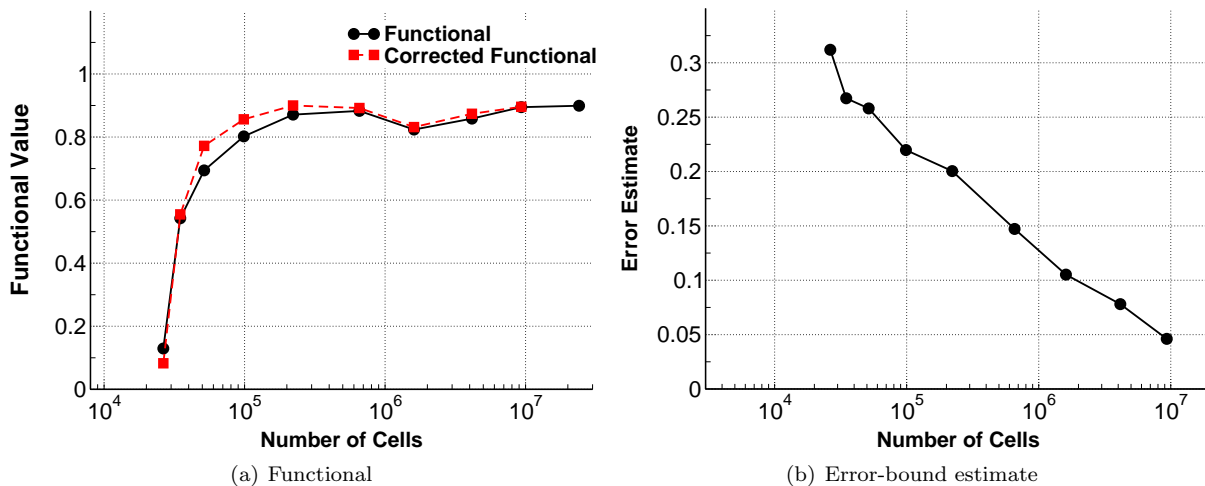 Functional
Corrected Functional
1
0.8
0.6
0.4
0.2
0
Functional Value
10^4
10^5
10^6
10^7
Number of Cells
(a) Functional
0.3
0.25
0.2
0.15
0.1
0.05
0
Error Estimate
10^4
10^5
10^6
10^7
Number of Cells
(b) Error-bound estimate